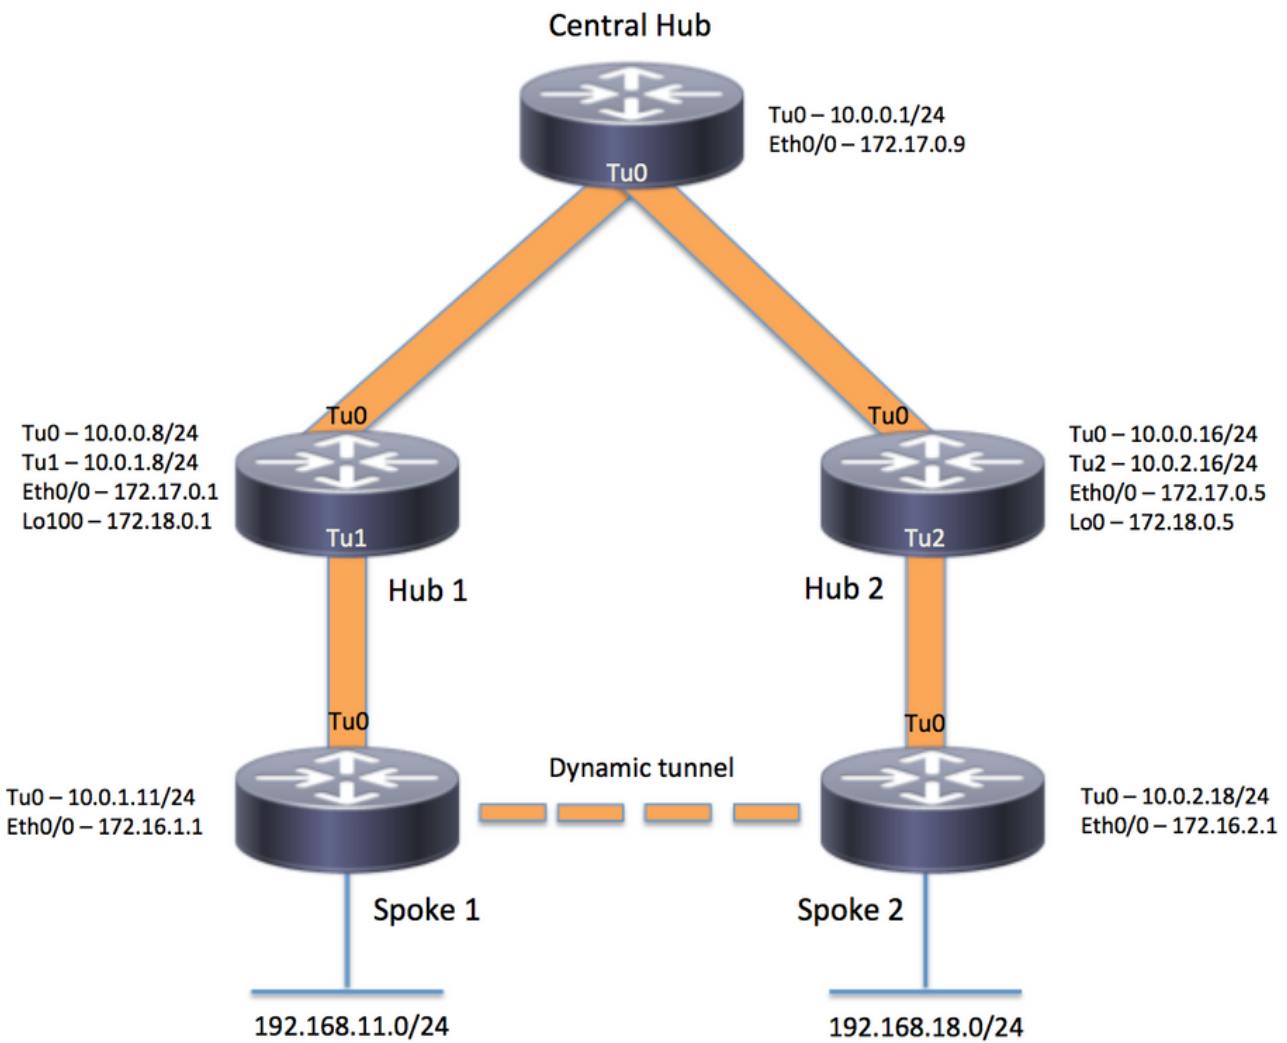 Central Hub
Tu0 – 10.0.0.1/24
Eth0/0 – 172.17.0.9
Tu0
Tu0
Tu0
Tu0 – 10.0.0.8/24
Tu1 – 10.0.1.8/24
Eth0/0 – 172.17.0.1
Lo100 – 172.18.0.1
Tu0 – 10.0.0.16/24
Tu2 – 10.0.2.16/24
Eth0/0 – 172.17.0.5
Lo0 – 172.18.0.5
Tu1
Tu2
Hub 1
Hub 2
Tu0
Tu0
Dynamic tunnel
Tu0 – 10.0.1.11/24
Eth0/0 – 172.16.1.1
Tu0 – 10.0.2.18/24
Eth0/0 – 172.16.2.1
Spoke 1
Spoke 2
192.168.11.0/24
192.168.18.0/24